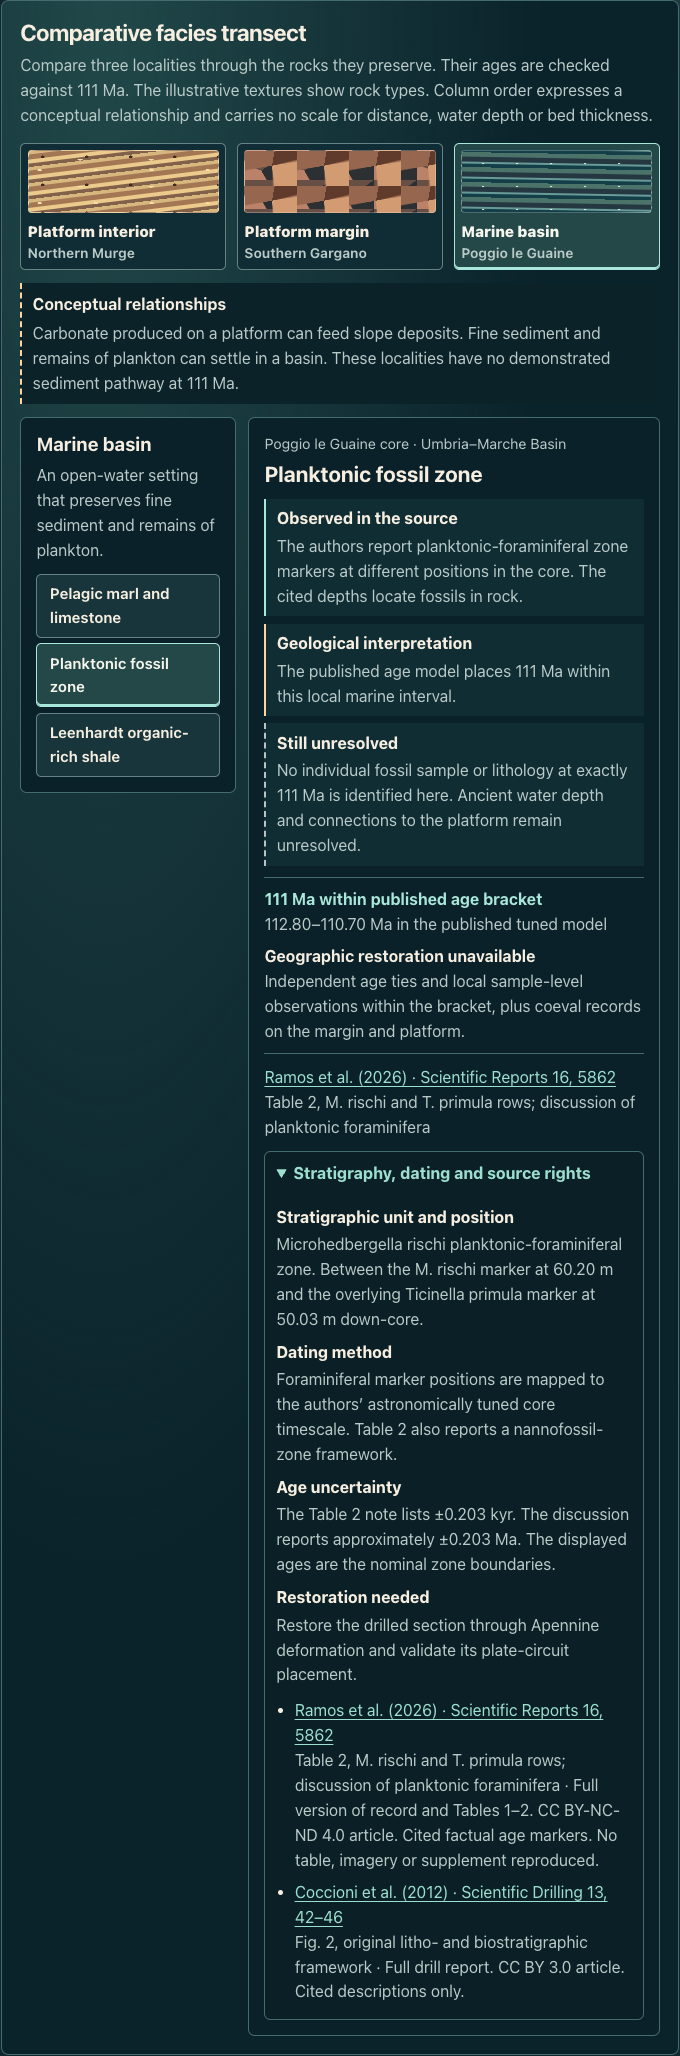 Comparative facies transect
Compare three localities through the rocks they preserve. Their ages are checked
against 111 Ma. The illustrative textures show rock types. Column order expresses a
conceptual relationship and carries no scale for distance, water depth or bed thickness.
Platform interior
Northern Murge
Platform margin
Southern Gargano
Marine basin
Poggio le Guaine
Conceptual relationships
Carbonate produced on a platform can feed slope deposits. Fine sediment and
remains of plankton can settle in a basin. These localities have no demonstrated
sediment pathway at 111 Ma.
Marine basin
An open-water setting
that preserves fine
sediment and remains of
plankton.
Pelagic marl and
limestone
Planktonic fossil
zone
Leenhardt organic-
rich shale
Poggio le Guaine core · Umbria–Marche Basin
Planktonic fossil zone
Observed in the source
The authors report planktonic-foraminiferal zone
markers at different positions in the core. The
cited depths locate fossils in rock.
Geological interpretation
The published age model places 111 Ma within
this local marine interval.
Still unresolved
No individual fossil sample or lithology at exactly
111 Ma is identified here. Ancient water depth
and connections to the platform remain
unresolved.
111 Ma within published age bracket
112.80–110.70 Ma in the published tuned model
Geographic restoration unavailable
Independent age ties and local sample-level
observations within the bracket, plus coeval records
on the margin and platform.
Ramos et al. (2026) · Scientific Reports 16, 5862
Table 2, M. rischi and T. primula rows; discussion of
planktonic foraminifera
▼ Stratigraphy, dating and source rights
Stratigraphic unit and position
Microhedbergella rischi planktonic-foraminiferal
zone. Between the M. rischi marker at 60.20 m
and the overlying Ticinella primula marker at
50.03 m down-core.
Dating method
Foraminiferal marker positions are mapped to
the authors’ astronomically tuned core
timescale. Table 2 also reports a nannofossil-
zone framework.
Age uncertainty
The Table 2 note lists ±0.203 kyr. The discussion
reports approximately ±0.203 Ma. The displayed
ages are the nominal zone boundaries.
Restoration needed
Restore the drilled section through Apennine
deformation and validate its plate-circuit
placement.
• Ramos et al. (2026) · Scientific Reports 16,
5862
Table 2, M. rischi and T. primula rows;
discussion of planktonic foraminifera · Full
version of record and Tables 1–2. CC BY-NC-
ND 4.0 article. Cited factual age markers. No
table, imagery or supplement reproduced.
• Coccioni et al. (2012) · Scientific Drilling 13,
42–46
Fig. 2, original litho- and biostratigraphic
framework · Full drill report. CC BY 3.0 article.
Cited descriptions only.